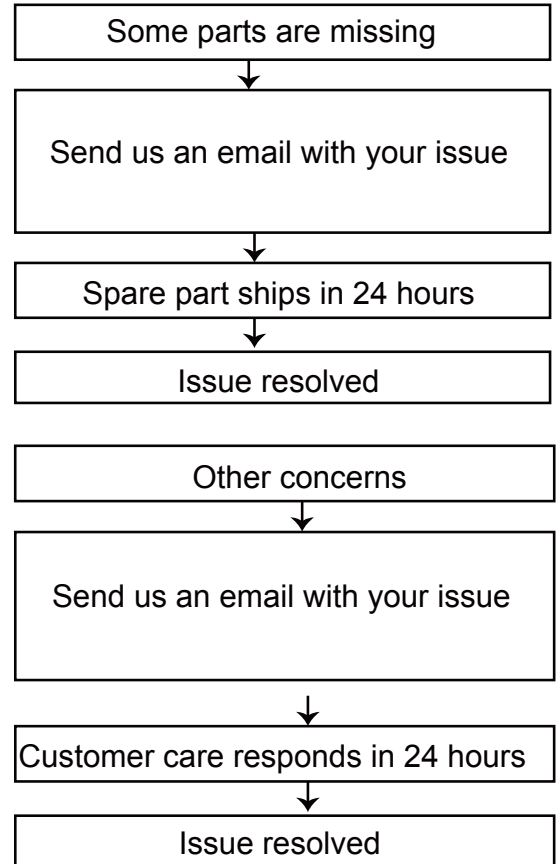 Some parts are missing
Send us an email with your issue
Spare part ships in 24 hours
Issue resolved
Other concerns
Send us an email with your issue
Customer care responds in 24 hours
Issue resolved